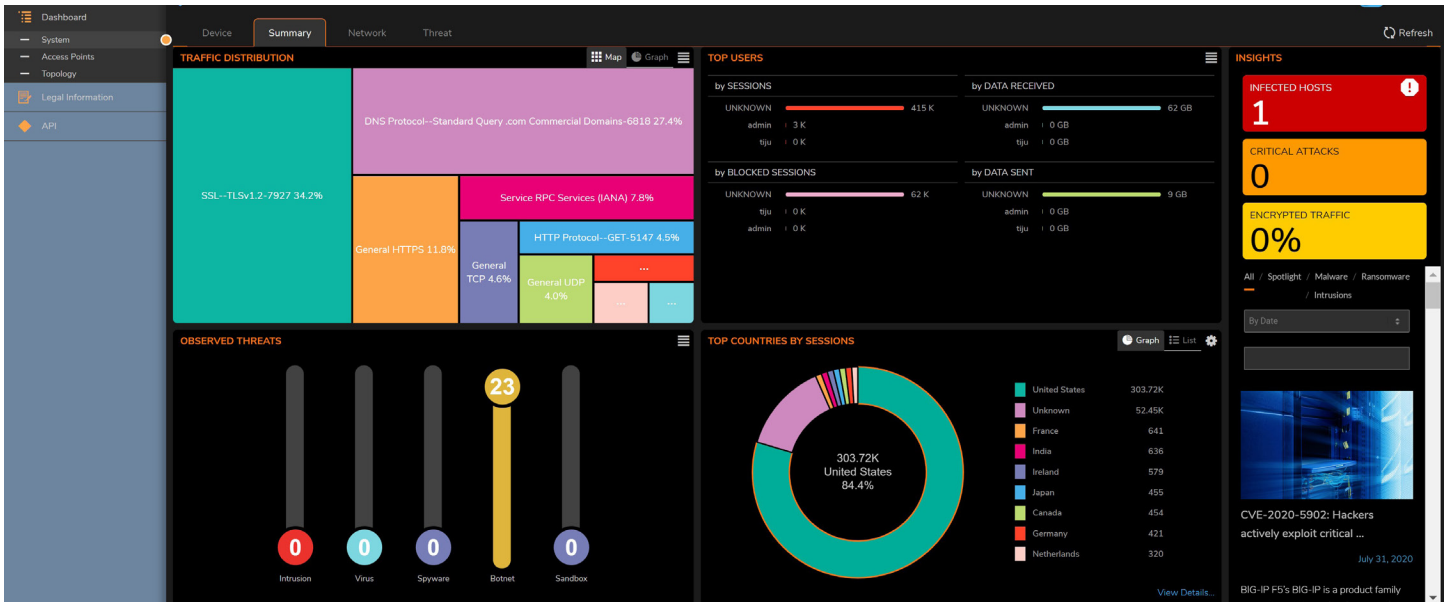 Dashboard
System
Access Points
Topology
Legal Information
API
Device
Summary
Network
Threat
Refresh
TRAFFIC DISTRIBUTION
Map
Graph
SSL--TLSv1.2-7927 34.2%
DNS Protocol--Standard Query .com Commercial Domains-6818 27.4%
General HTTPS 11.8%
Service RPC Services (IANA) 7.8%
General
TCP 4.6%
HTTP Protocol--GET-5147 4.5%
General UDP
4.0%
...
...
...
TOP USERS
by SESSIONS
UNKNOWN 415 K
admin 3 K
tiju 0 K
by DATA RECEIVED
UNKNOWN 62 GB
admin 0 GB
tiju 0 GB
by BLOCKED SESSIONS
UNKNOWN 62 K
tiju 0 K
admin 0 K
by DATA SENT
UNKNOWN 9 GB
admin 0 GB
tiju 0 GB
INSIGHTS
INFECTED HOSTS
1
CRITICAL ATTACKS
0
ENCRYPTED TRAFFIC
0%
All / Spotlight / Malware / Ransomware
/ Intrusions
By Date
CVE-2020-5902: Hackers
actively exploit critical ...
July 31, 2020
BIG-IP F5's BIG-IP is a product family
OBSERVED THREATS
0
0
0
23
0
Intrusion
Virus
Spyware
Botnet
Sandbox
TOP COUNTRIES BY SESSIONS
Graph
List
303.72K
United States
84.4%
United States 303.72K
Unknown 52.45K
France 641
India 636
Ireland 579
Japan 455
Canada 454
Germany 421
Netherlands 320
View Details...